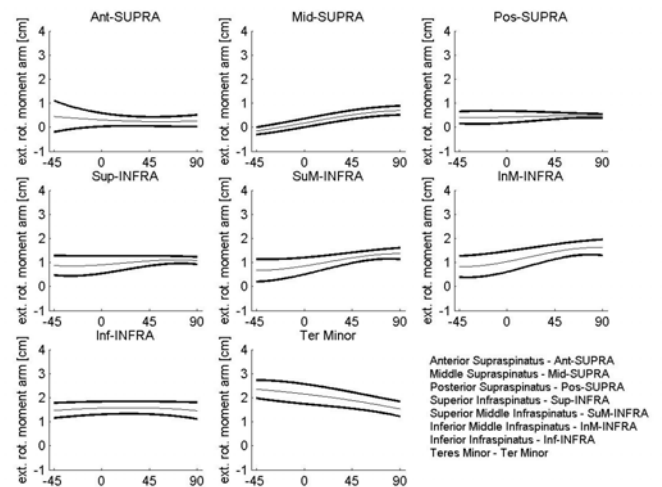 Ant-SUPRA Mid-SUPRA Pos-SUPRA
ext. rot. moment arm [cm] ext. rot. moment arm [cm] ext. rot. moment arm [cm]
4 4 4
3 3 3
2 2 2
1 1 1
0 0 0
-1 -1 -1
-45 0 45 90 -45 0 45 90 -45 0 45 90
Sup-INFRA SuM-INFRA InM-INFRA
ext. rot. moment arm [cm] ext. rot. moment arm [cm] ext. rot. moment arm [cm]
4 4 4
3 3 3
2 2 2
1 1 1
0 0 0
-1 -1 -1
-45 0 45 90 -45 0 45 90 -45 0 45 90
Inf-INFRA Ter Minor
ext. rot. moment arm [cm] ext. rot. moment arm [cm]
4 4
3 3
2 2
1 1
0 0
-1 -1
-45 0 45 90 -45 0 45 90
Anterior Supraspinatus - Ant-SUPRA
Middle Supraspinatus - Mid-SUPRA
Posterior Supraspinatus - Pos-SUPRA
Superior Infraspinatus - Sup-INFRA
Superior Middle Infraspinatus - SuM-INFRA
Inferior Middle Infraspinatus - InM-INFRA
Inferior Infraspinatus - Inf-INFRA
Teres Minor - Ter Minor